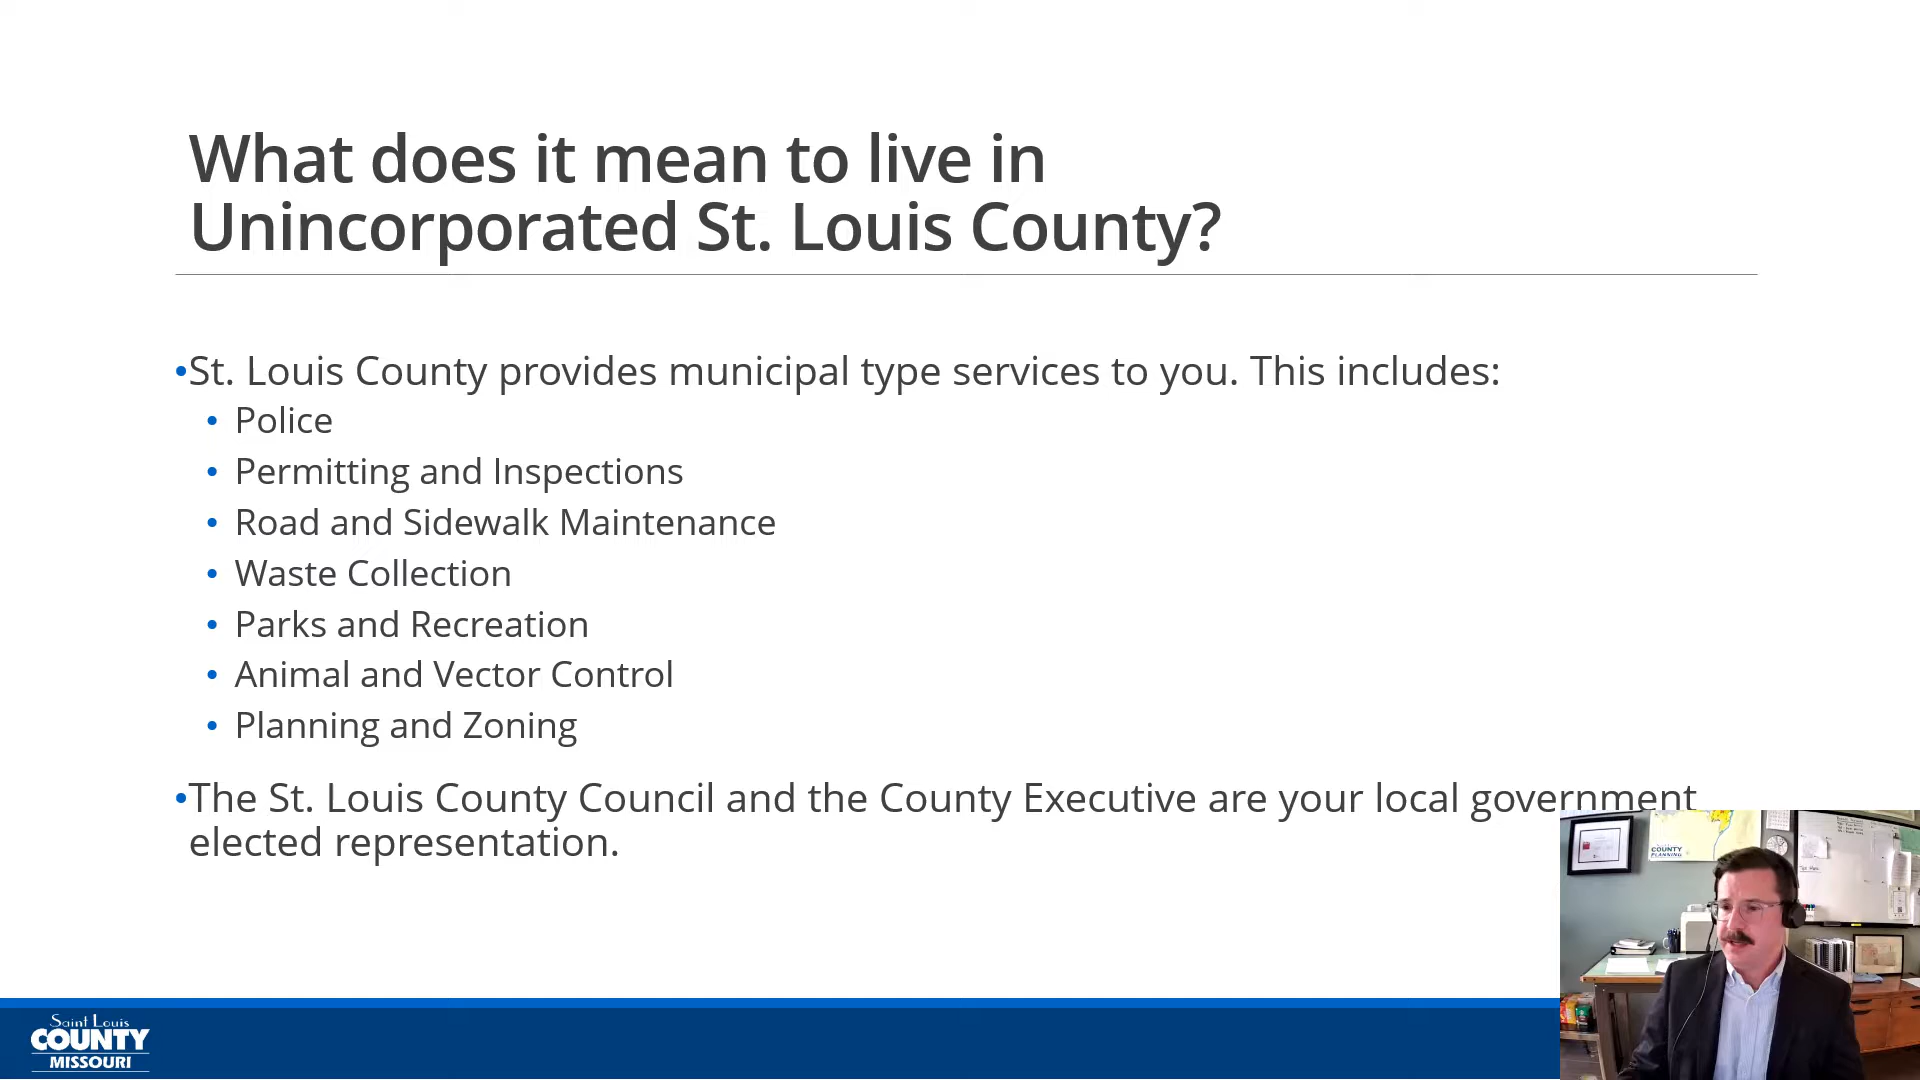 What does it mean to live in
Unincorporated St. Louis County?
•St. Louis County provides municipal type services to you. This includes:
• Police
• Permitting and Inspections
• Road and Sidewalk Maintenance
• Waste Collection
• Parks and Recreation
• Animal and Vector Control
• Planning and Zoning
•The St. Louis County Council and the County Executive are your local government
elected representation.
COUNTY
PLANNING
Saint Louis
COUNTY
MISSOURI